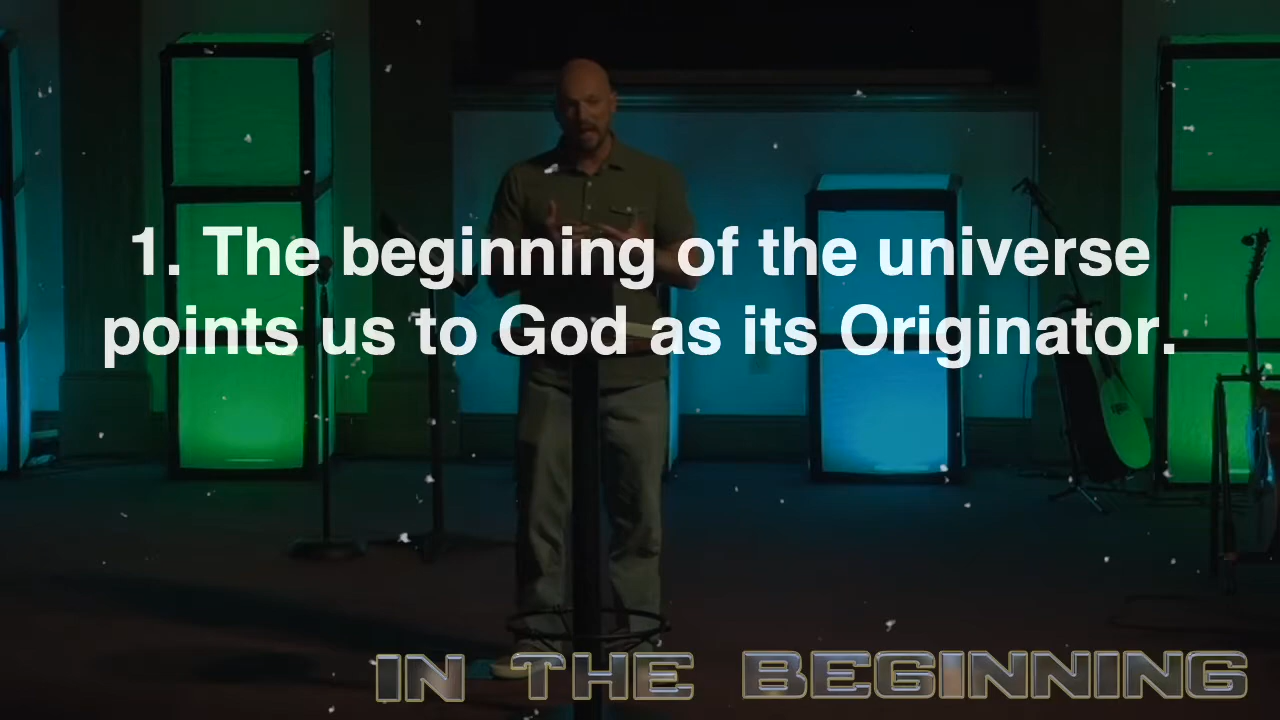 1. The beginning of the universe
points us to God as its Originator.
IN THE BEGINNING